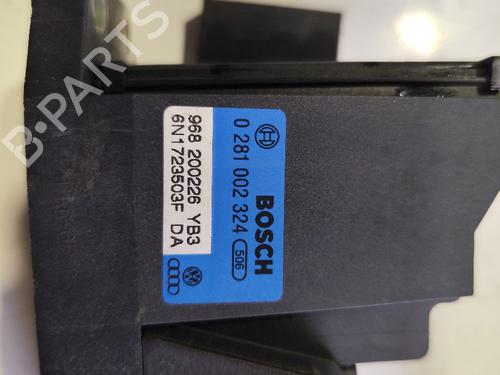 0 281 002 324
BOSCH 506
968 200226 YB3
6N1723503F DA
B-PARTS